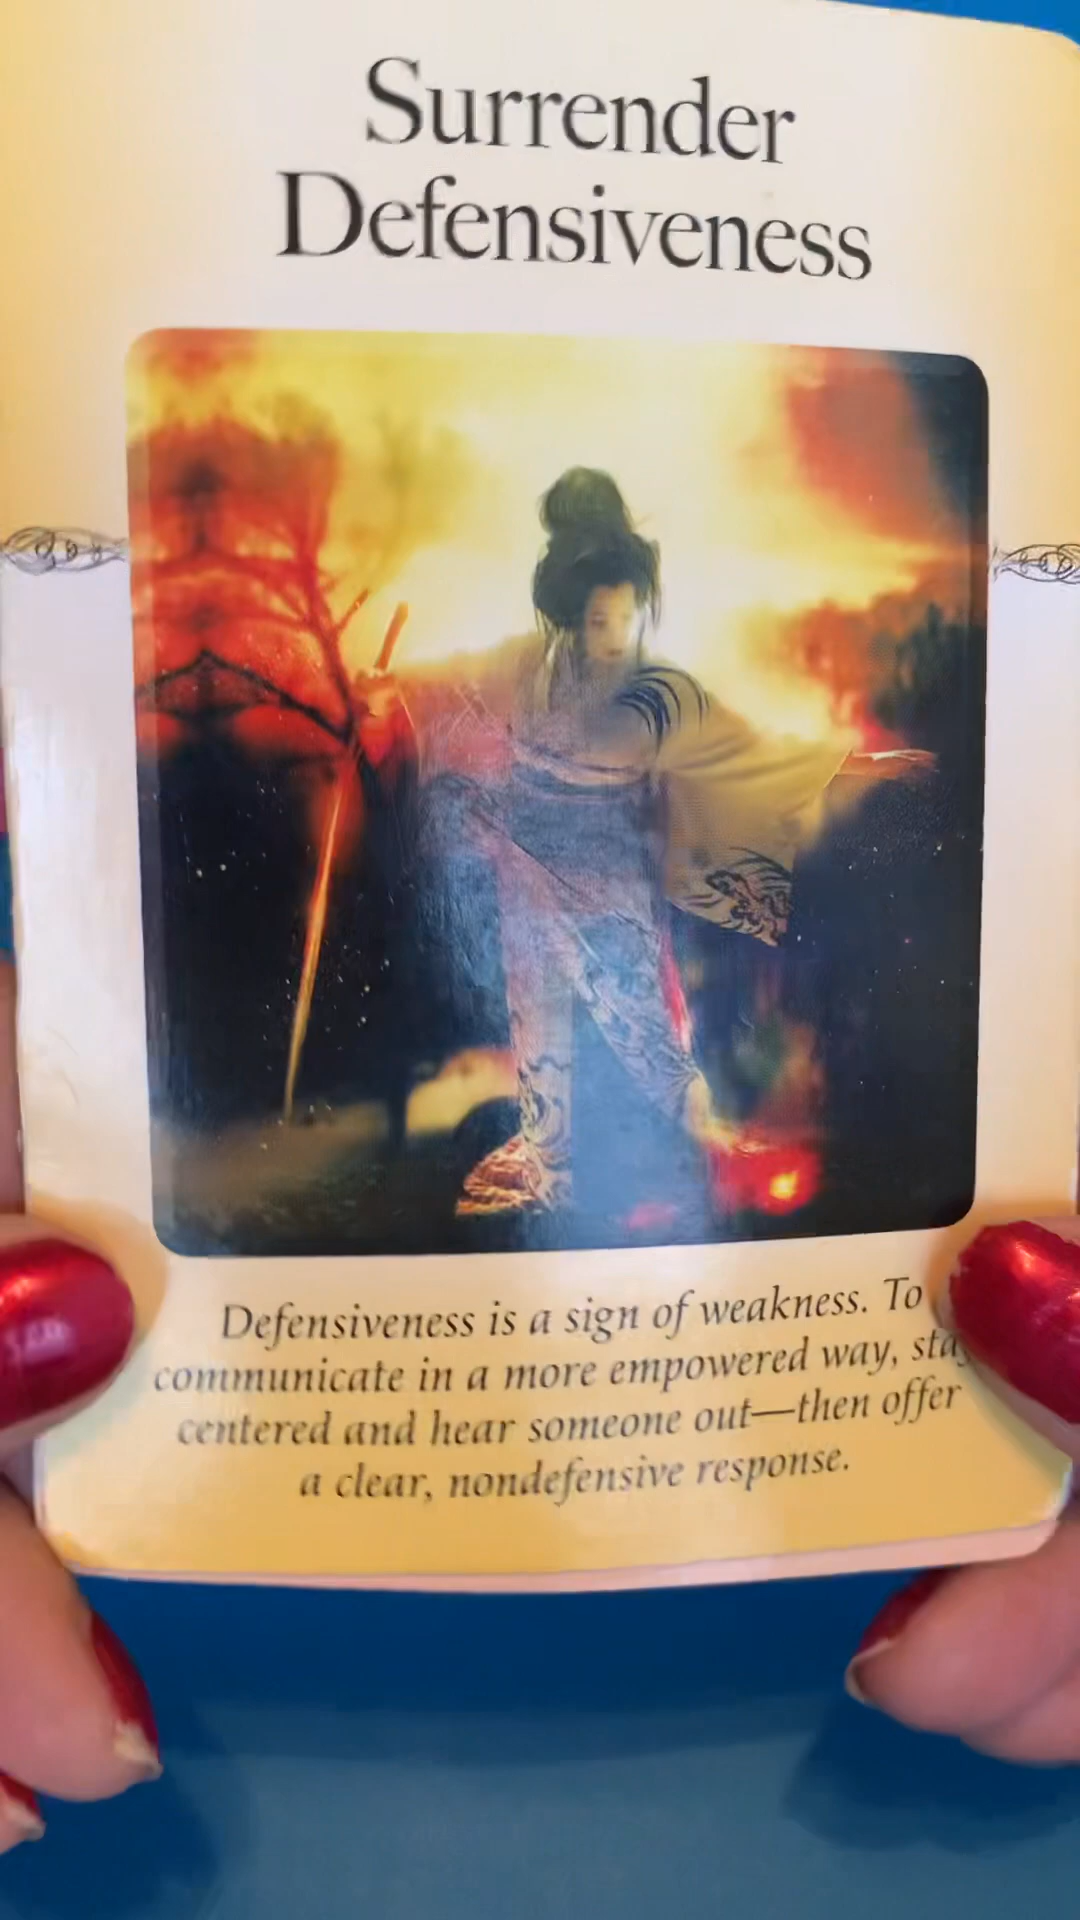 Surrender
Defensiveness
Defensiveness is a sign of weakness. To
communicate in a more empowered way, stay
centered and hear someone out—then offer
a clear, nondefensive response.